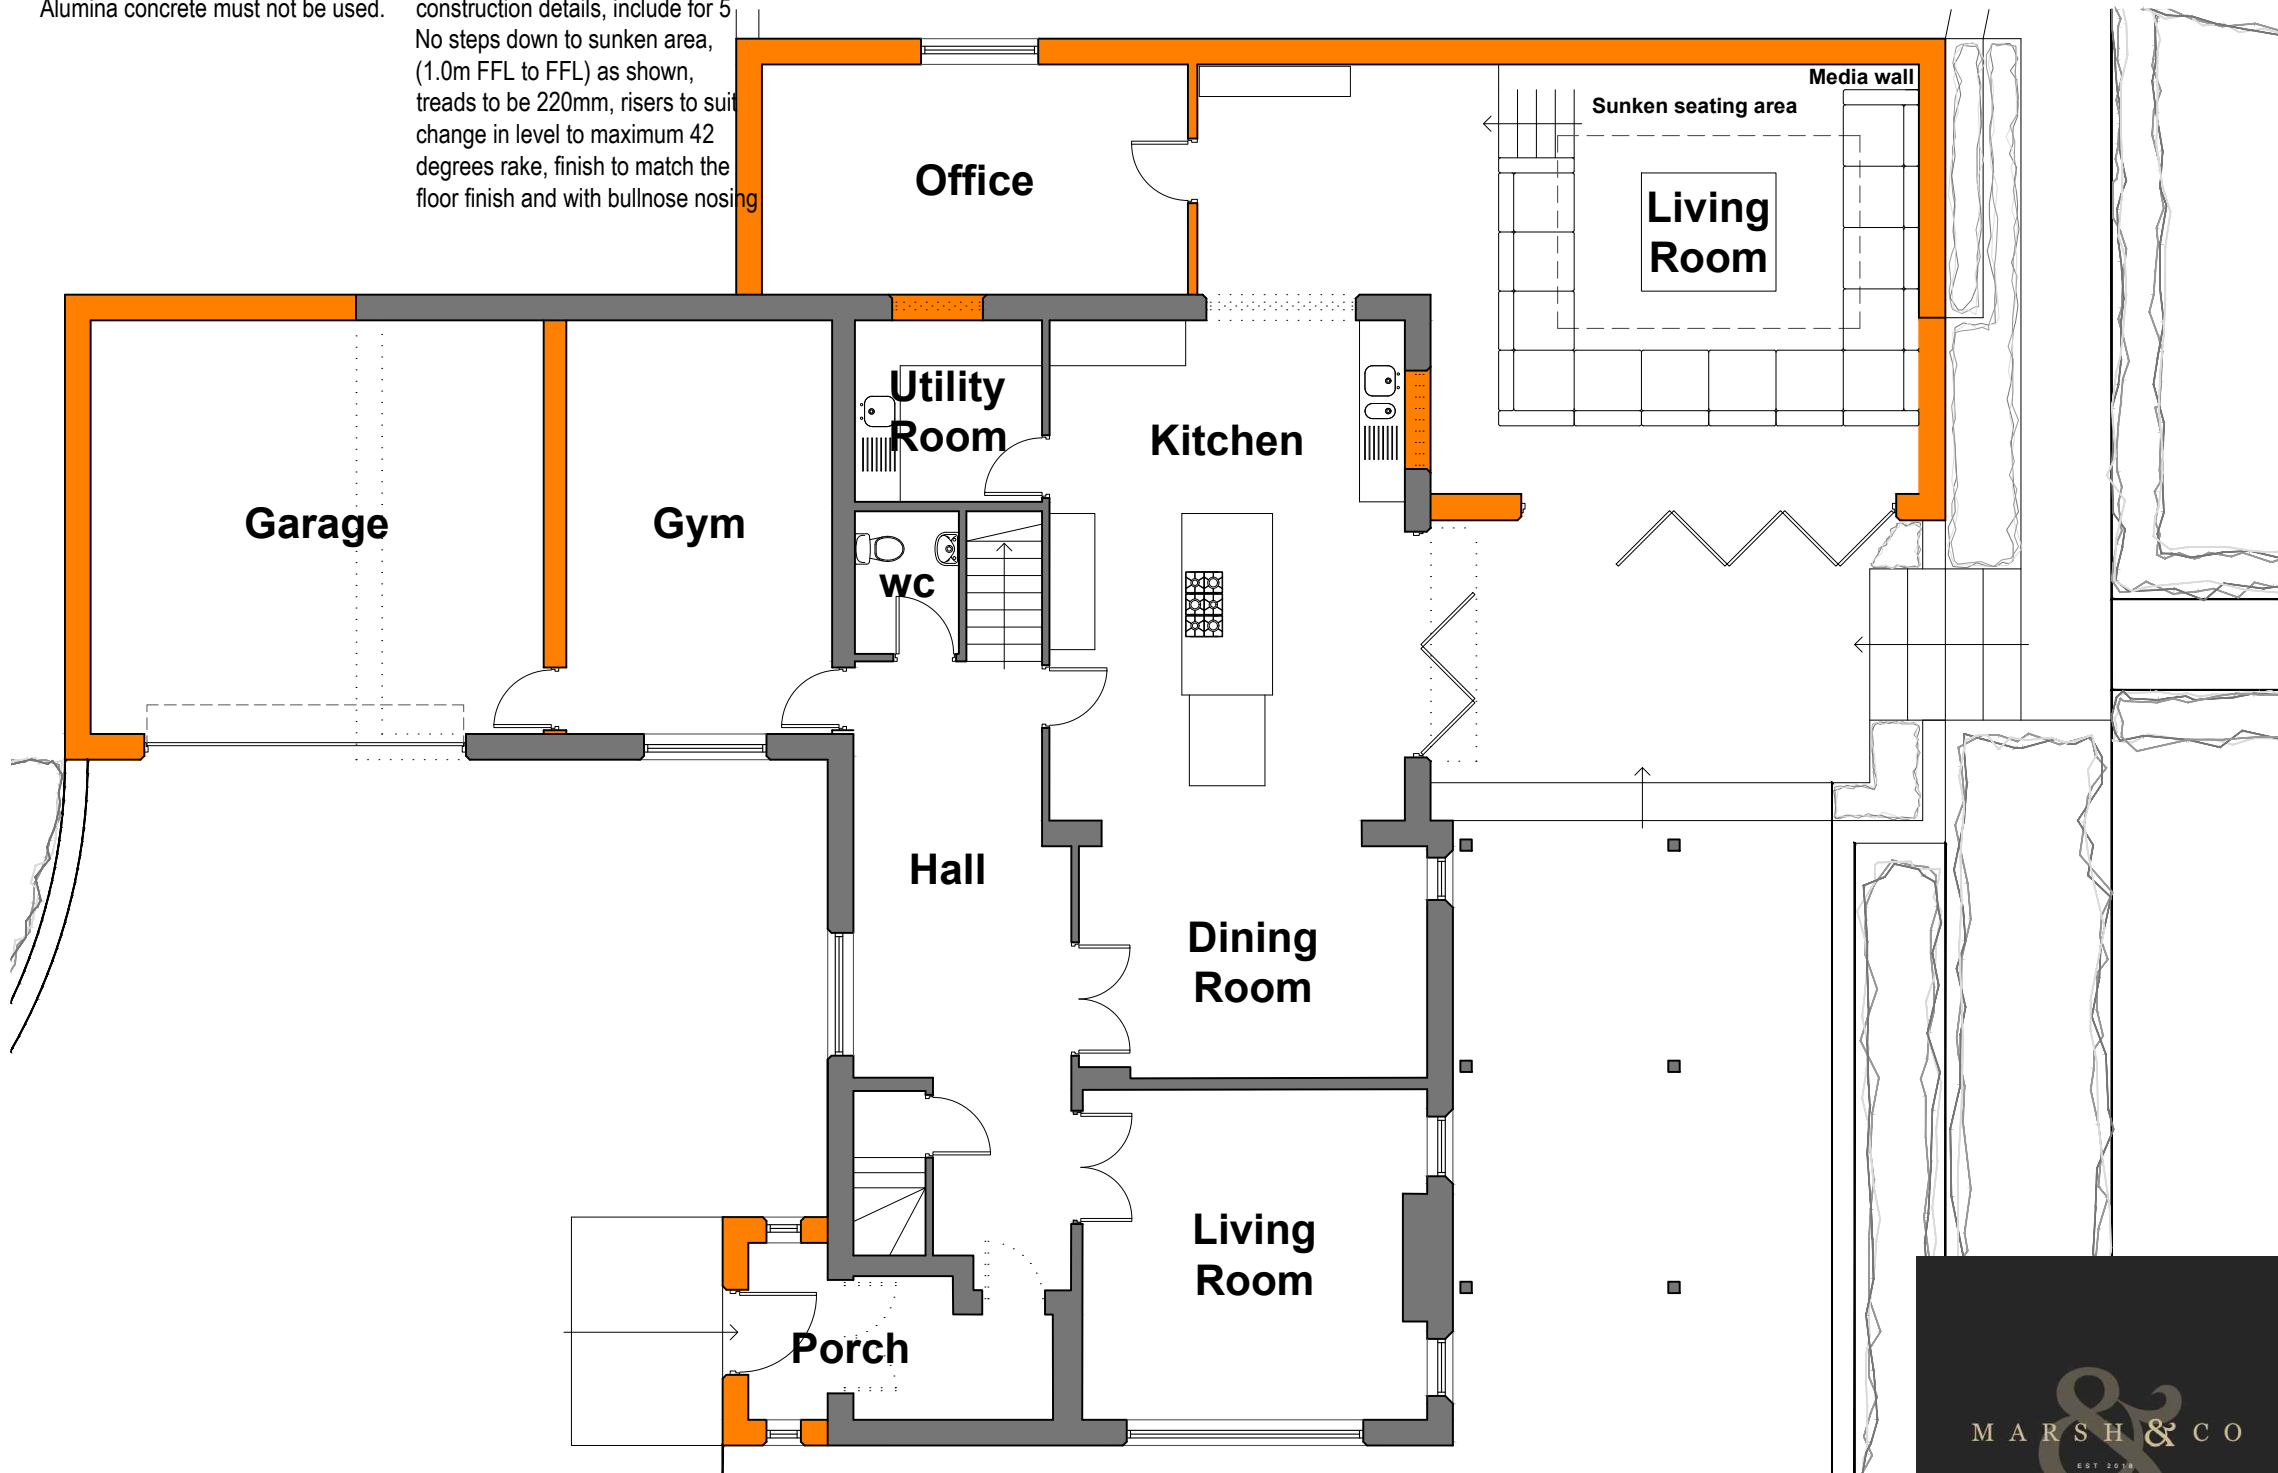 Alumina concrete must not be used.
construction details, include for 5
No steps down to sunken area,
(1.0m FFL to FFL) as shown,
treads to be 220mm, risers to suit
change in level to maximum 42
degrees rake, finish to match the
floor finish and with bullnose nosing
Media wall
Sunken seating area
Office
Living
Room
Utility
Room
Kitchen
Garage
Gym
wc
Hall
Dining
Room
Living
Room
Porch
&
MARSH & CO
EST 2018